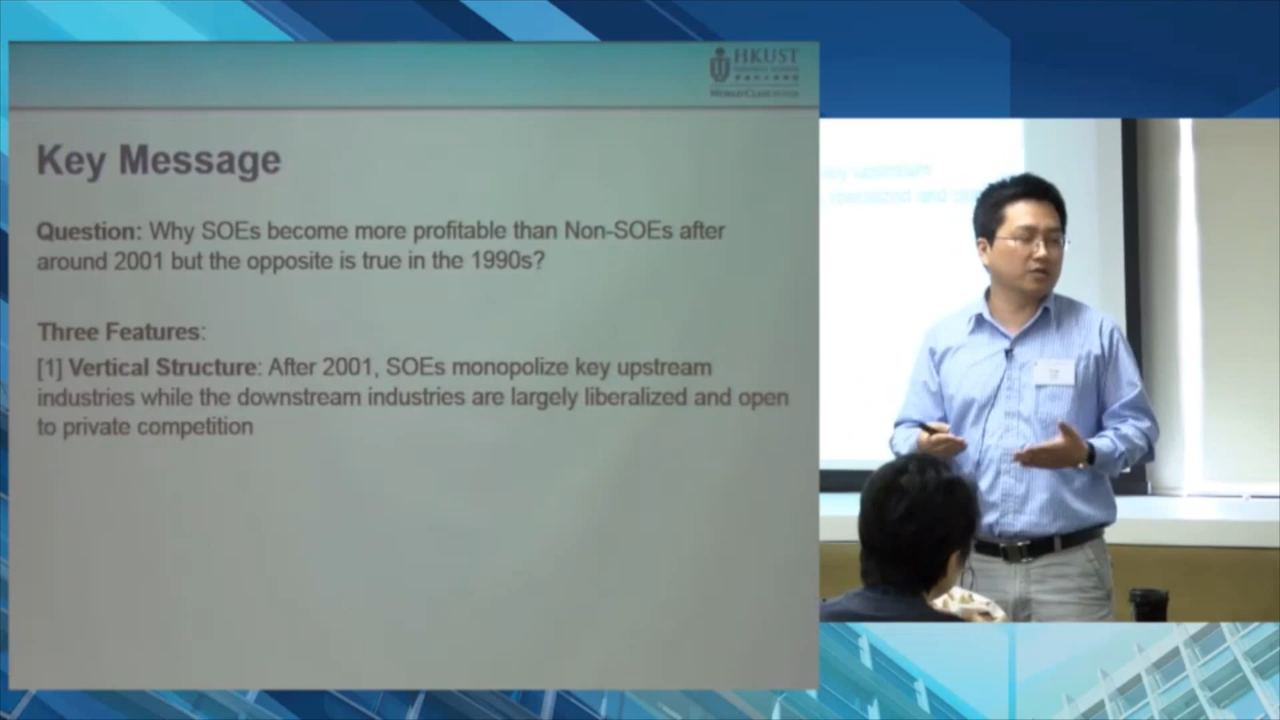 HKUST
Key Message
Question: Why SOEs become more profitable than Non-SOEs after
around 2001 but the opposite is true in the 1990s?
Three Features:
[1] Vertical Structure: After 2001, SOEs monopolize key upstream
industries while the downstream industries are largely liberalized and open
to private competition